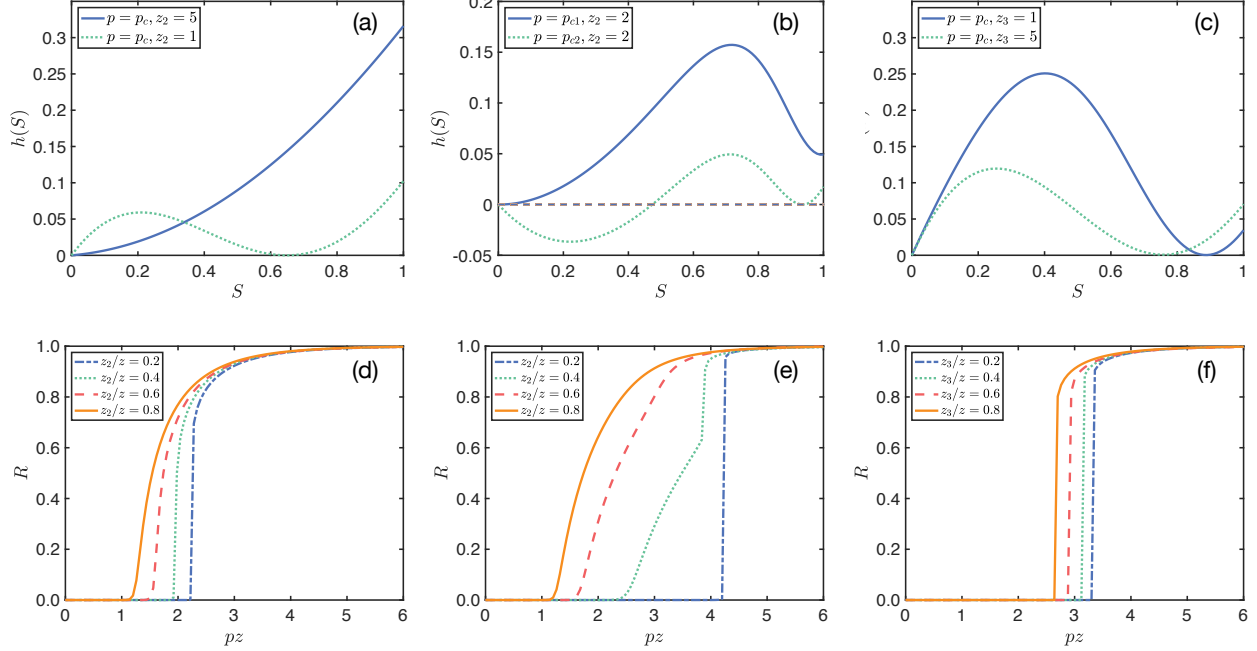 (a)
p = p_c, z_2 = 5
p = p_c, z_2 = 1
0.3
0.25
0.2
0.15
0.1
0.05
0
h(S)
0 0.2 0.4 0.6 0.8 1
S
(b)
p = p_{c1}, z_2 = 2
p = p_{c2}, z_2 = 2
0.2
0.15
0.1
0.05
0
-0.05
h(S)
0 0.2 0.4 0.6 0.8 1
S
(c)
p = p_c, z_3 = 1
p = p_c, z_3 = 5
0.3
0.25
0.2
0.15
0.1
0.05
0
0 0.2 0.4 0.6 0.8 1
S
(d)
z_2/z = 0.2
z_2/z = 0.4
z_2/z = 0.6
z_2/z = 0.8
1.0
0.8
0.6
0.4
0.2
0.0
R
0 1 2 3 4 5 6
pz
(e)
z_2/z = 0.2
z_2/z = 0.4
z_2/z = 0.6
z_2/z = 0.8
1.0
0.8
0.6
0.4
0.2
0.0
R
0 1 2 3 4 5 6
pz
(f)
z_3/z = 0.2
z_3/z = 0.4
z_3/z = 0.6
z_3/z = 0.8
1.0
0.8
0.6
0.4
0.2
0.0
R
0 1 2 3 4 5 6
pz